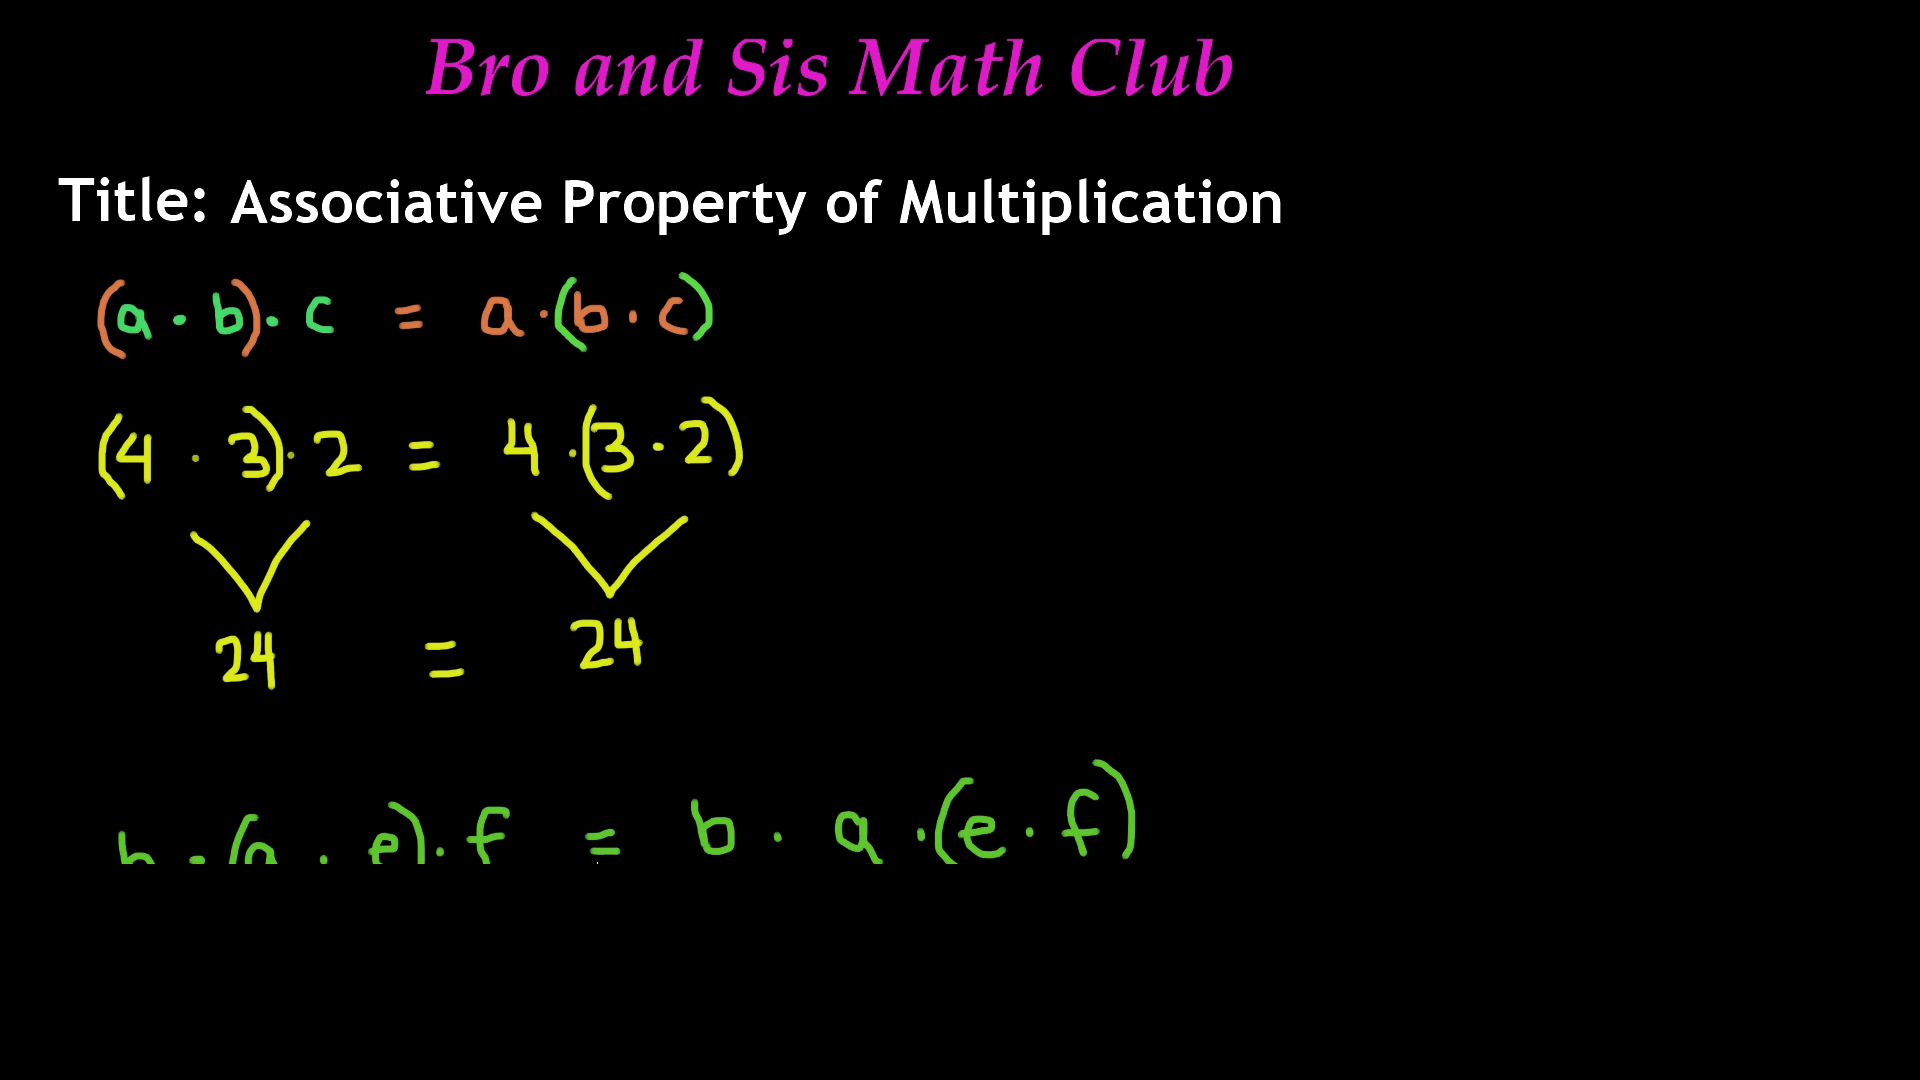 Bro and Sis Math Club
Title: Associative Property of Multiplication
(a · b) · c = a · (b · c)
(4 · 3) · 2 = 4 · (3 · 2)
24 = 24
b · (a · e) · f = b · a · (e · f)